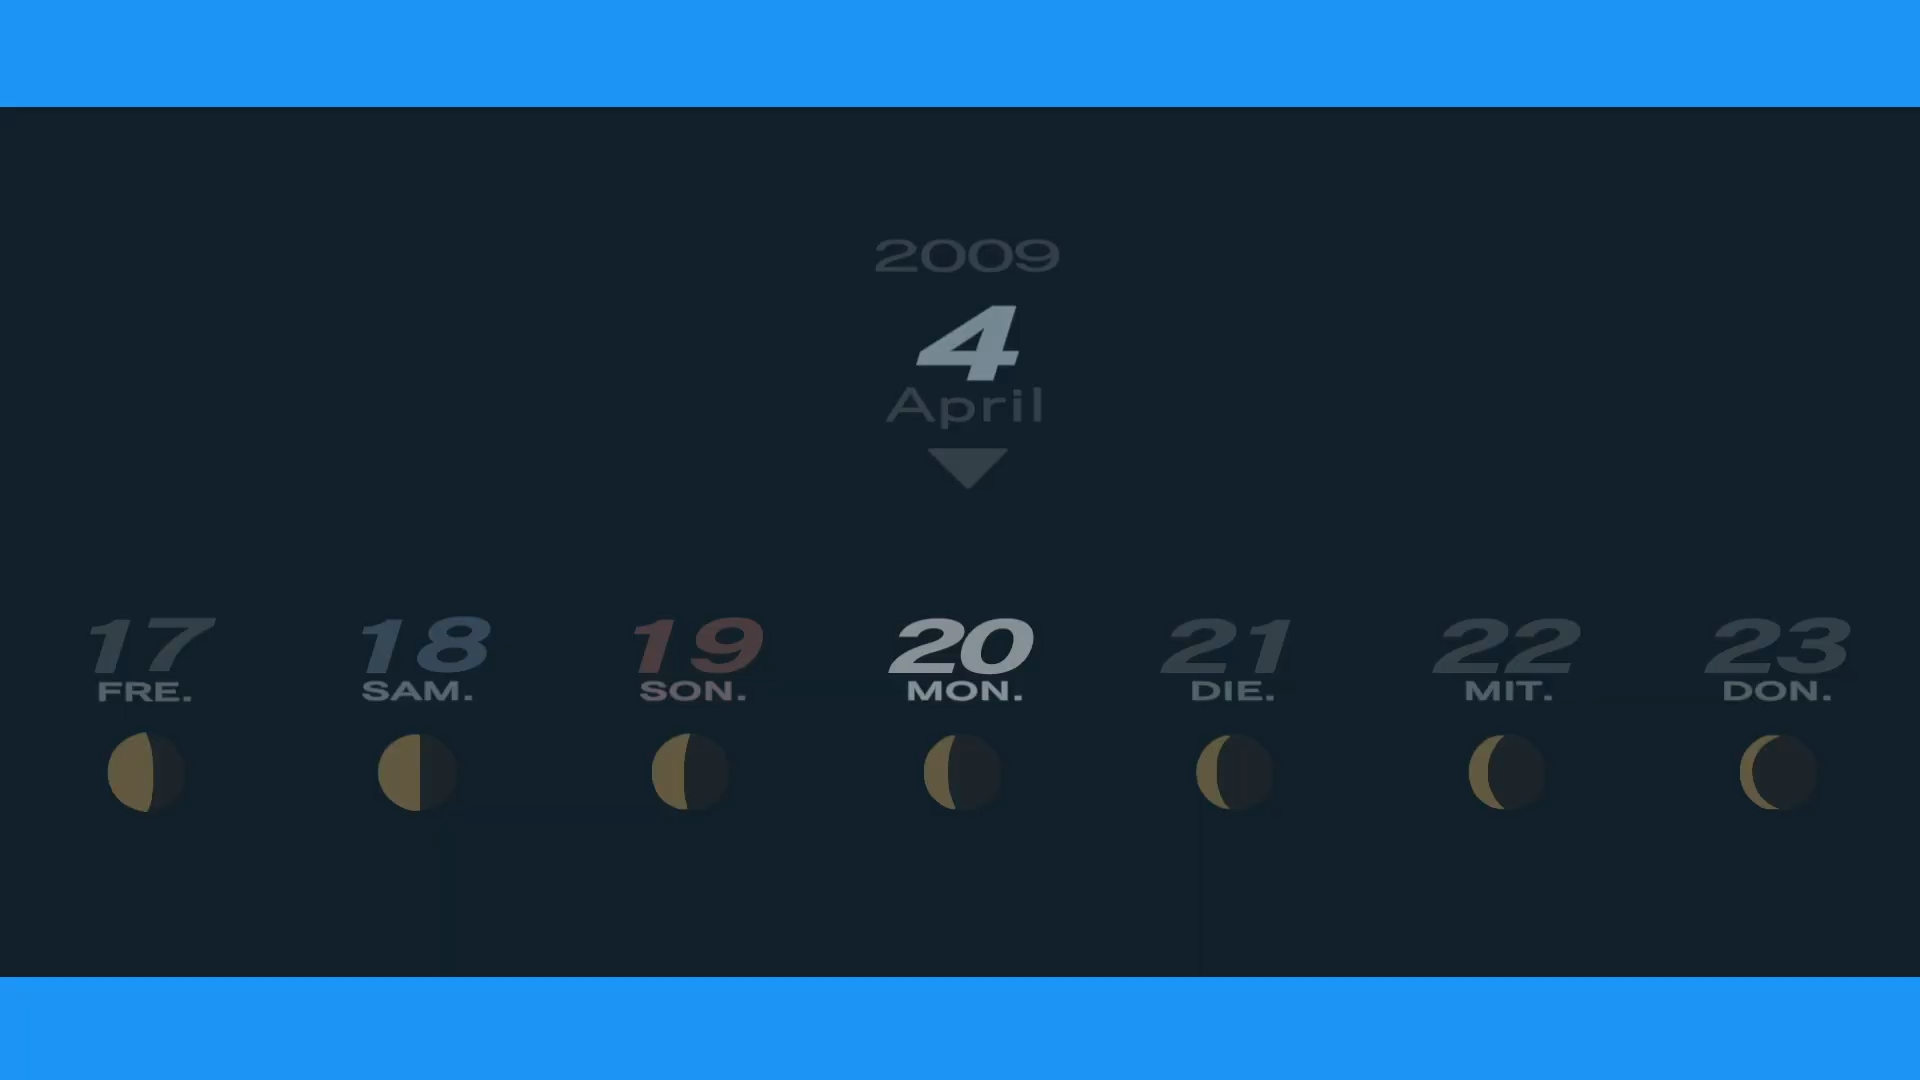 2009
4
April
17 18 19 20 21 22 23
FRE. SAM. SON. MON. DIE. MIT. DON.